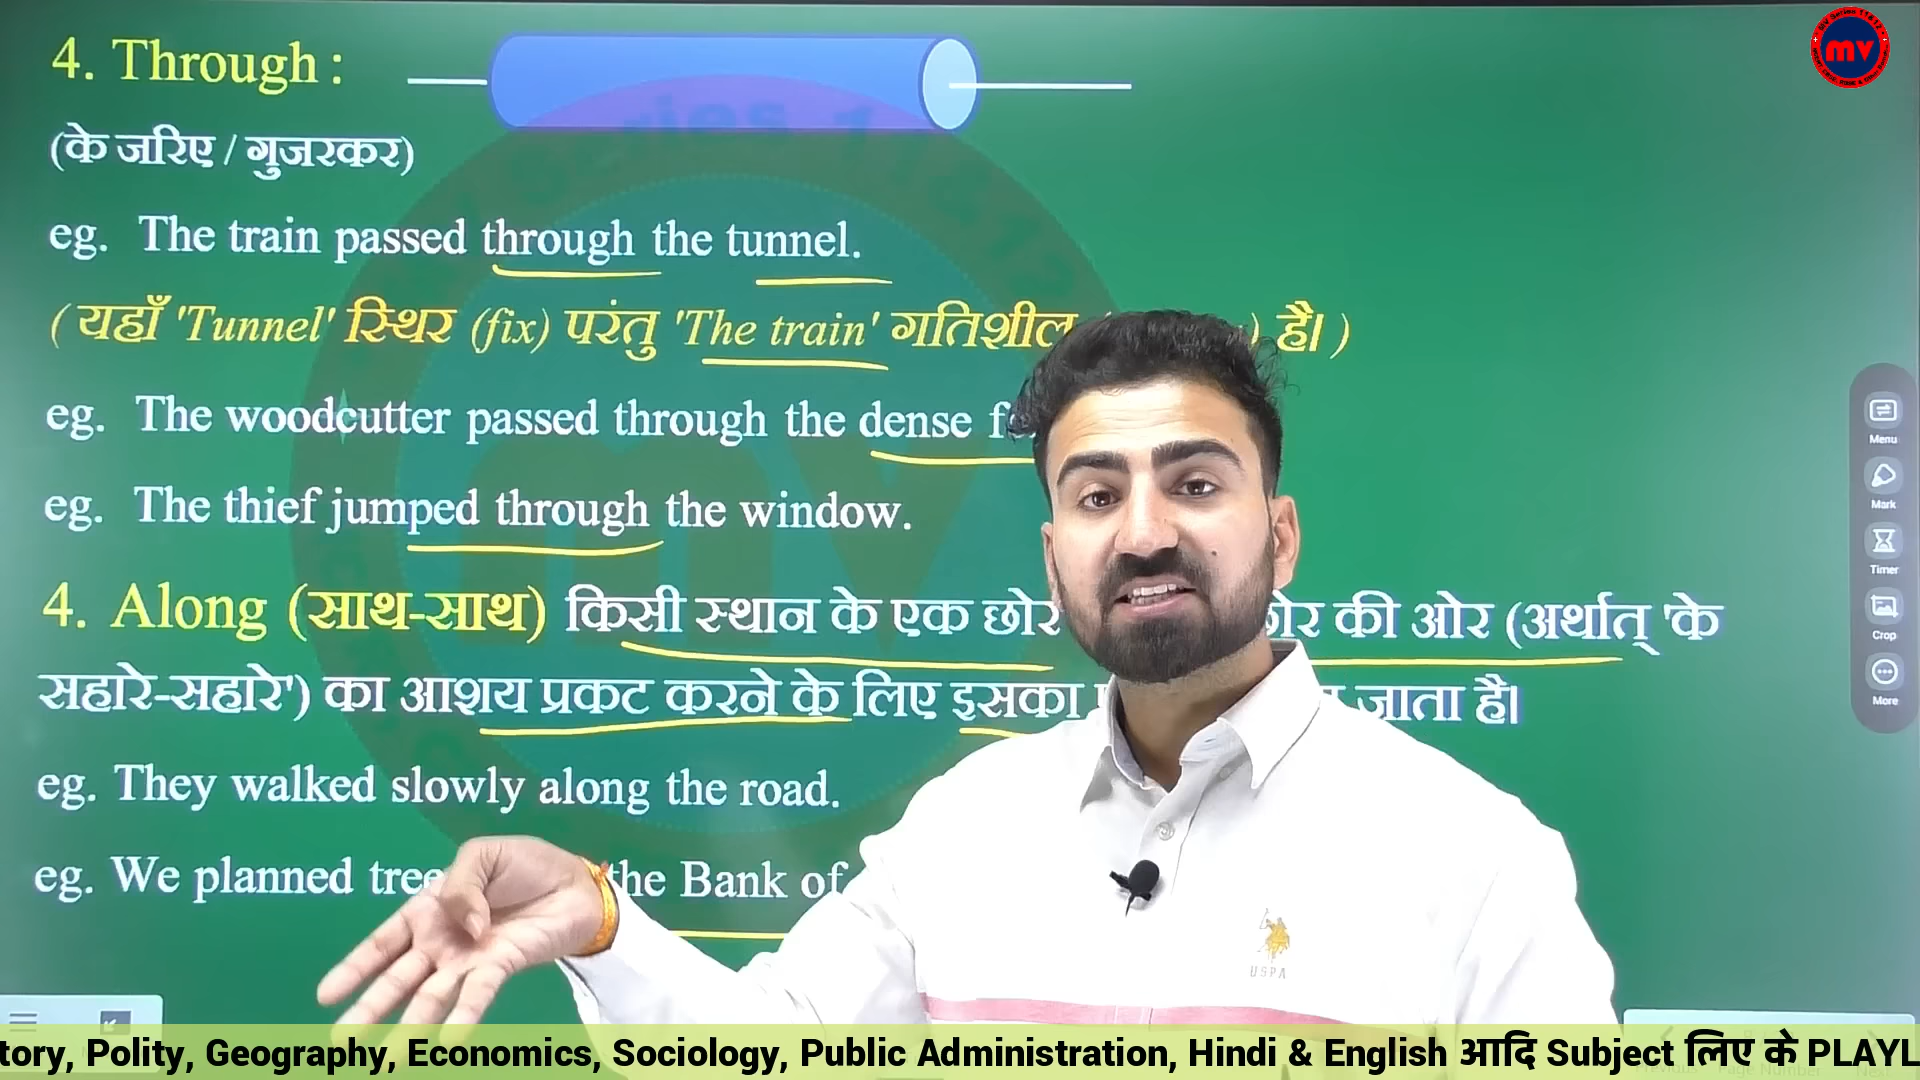 4. Through :
(के जरिए / गुजरकर)
eg. The train passed through the tunnel.
( यहाँ 'Tunnel' स्थिर (fix) परंतु 'The train' गतिशील ) है। )
eg. The woodcutter passed through the dense
eg. The thief jumped through the window.
4. Along (साथ-साथ) किसी स्थान के एक छोर की ओर (अर्थात् 'के
सहारे-सहारे') का आशय प्रकट करने के लिए इसका जाता है।
eg. They walked slowly along the road.
eg. We planned the Bank of
mv
Menu
Mark
Timer
Crop
More
USPA
tory, Polity, Geography, Economics, Sociology, Public Administration, Hindi & English आदि Subject लिए के PLAYL